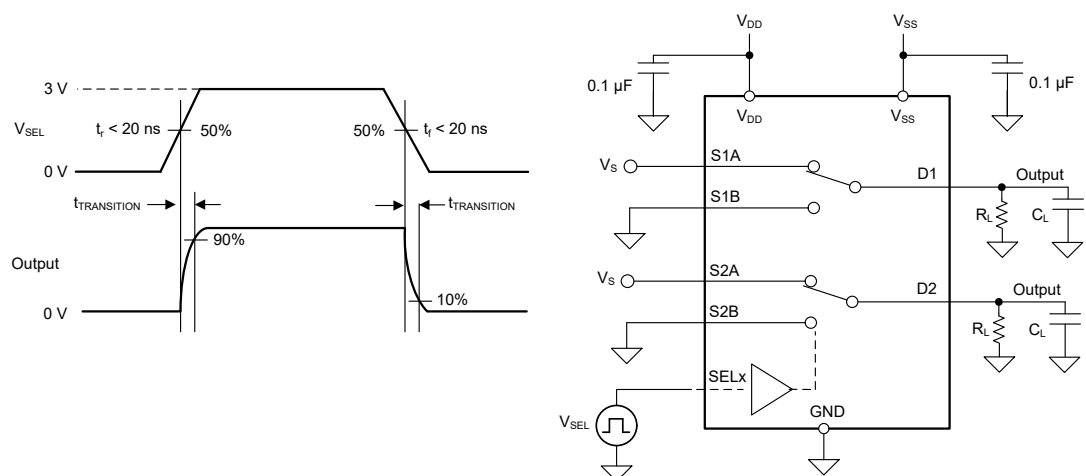 3 V
V_SEL
t_r < 20 ns
50%
50%
t_f < 20 ns
0 V
t_TRANSITION
t_TRANSITION
90%
Output
10%
0 V
V_DD
V_SS
0.1 µF
0.1 µF
V_DD
V_SS
V_S
S1A
D1
Output
S1B
R_L
C_L
V_S
S2A
D2
Output
S2B
R_L
C_L
SELx
V_SEL
GND